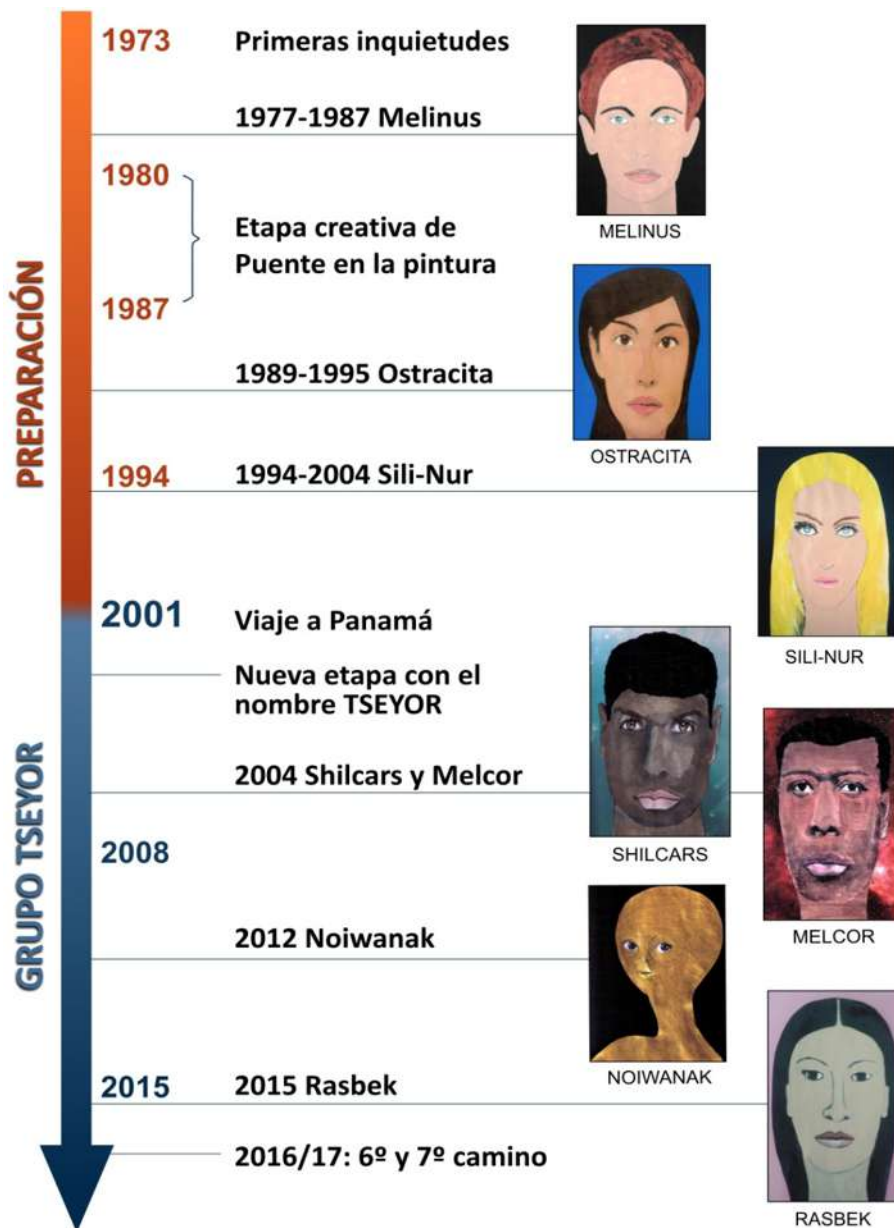 1973
Primeras inquietudes
1977-1987 Melinus
MELINUS
1980
Etapa creativa de
Puente en la pintura
1987
PREPARACIÓN
1989-1995 Ostracita
OSTRACITA
1994
1994-2004 Sili-Nur
SILI-NUR
2001
Viaje a Panamá
Nueva etapa con el
nombre TSEYOR
GRUPO TSEYOR
2004 Shilcars y Melcor
SHILCARS
MELCOR
2008
2012 Noiwanak
NOIWANAK
2015
2015 Rasbek
RASBEK
2016/17: 6º y 7º camino